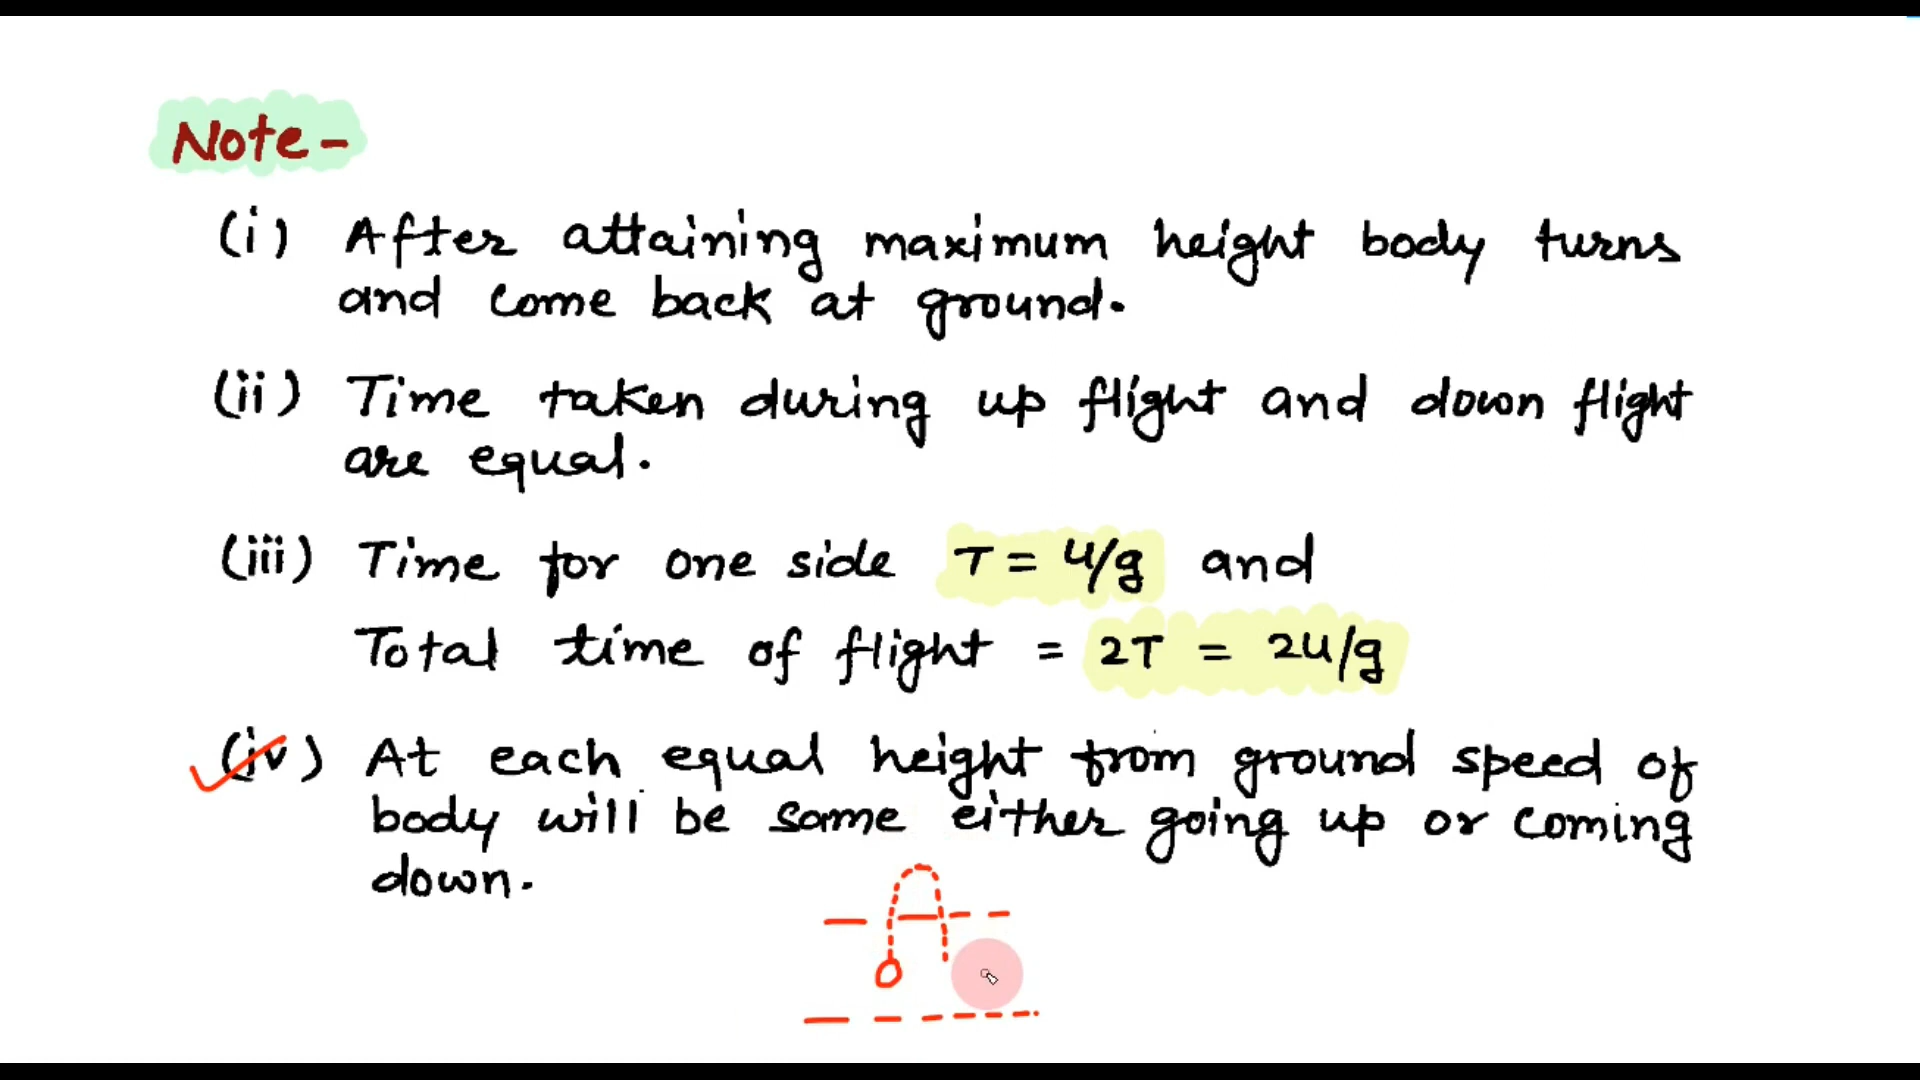 Note -
(i) After attaining maximum height body turns
and come back at ground.
(ii) Time taken during up flight and down flight
are equal.
(iii) Time for one side T = u/g and
Total time of flight = 2T = 2u/g
(iv) At each equal height from ground speed of
body will be same either going up or coming
down.